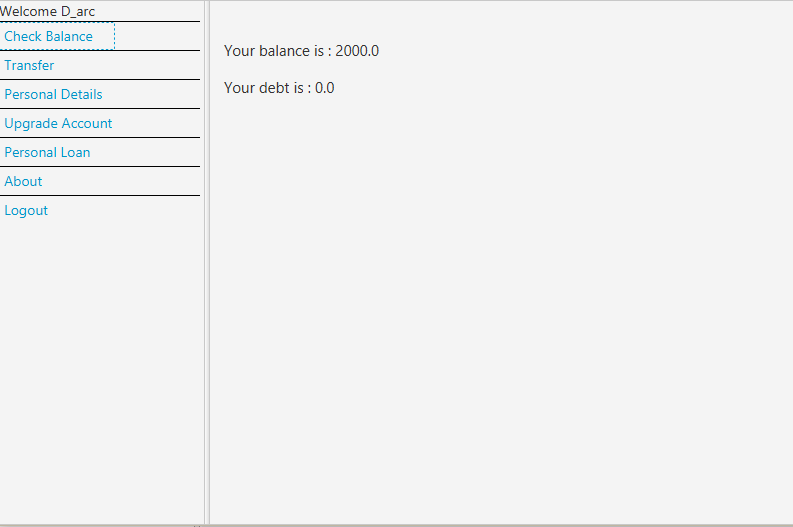 Welcome D_arc
Check Balance
Transfer
Personal Details
Upgrade Account
Personal Loan
About
Logout
Your balance is : 2000.0
Your debt is : 0.0